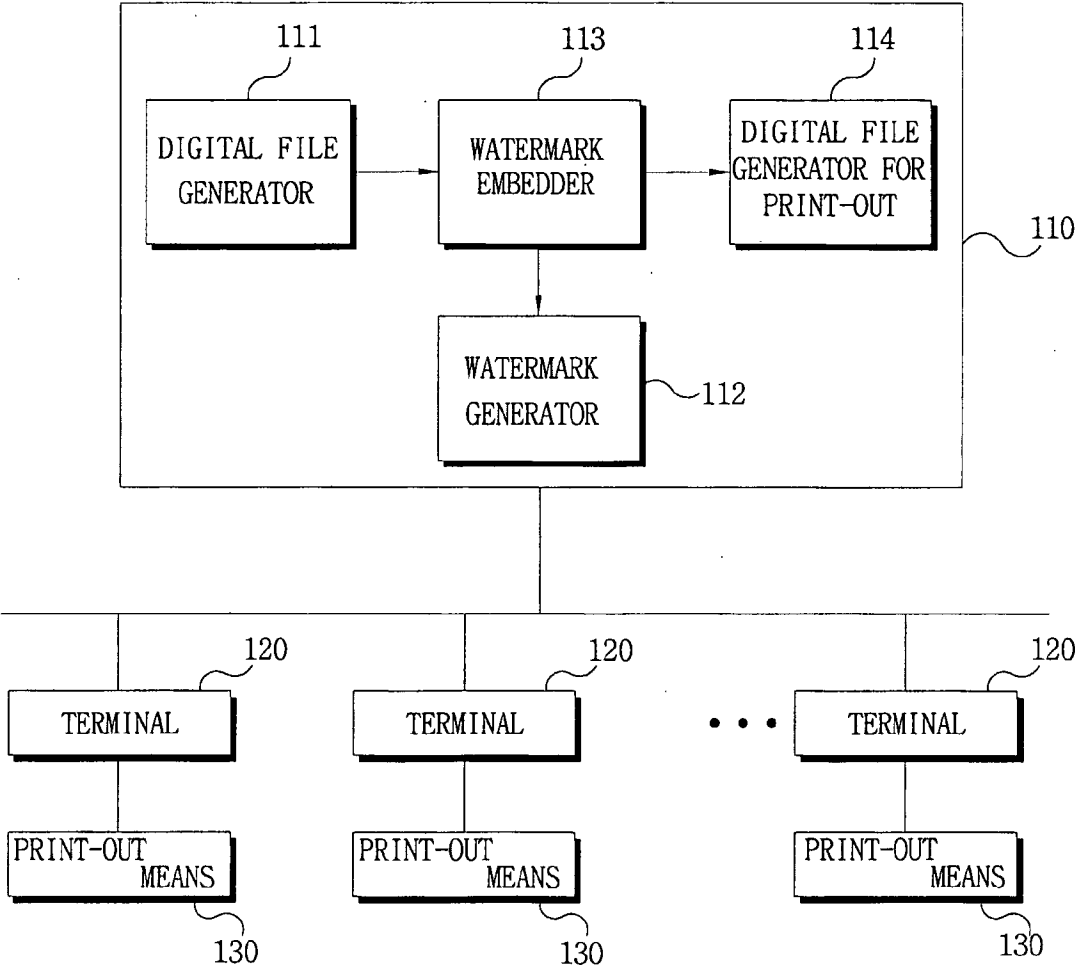 111
113
114
DIGITAL FILE
GENERATOR
WATERMARK
EMBEDDER
DIGITAL FILE
GENERATOR FOR
PRINT-OUT
110
WATERMARK
GENERATOR
112
120
120
120
TERMINAL
TERMINAL
TERMINAL
PRINT-OUT
MEANS
PRINT-OUT
MEANS
PRINT-OUT
MEANS
130
130
130